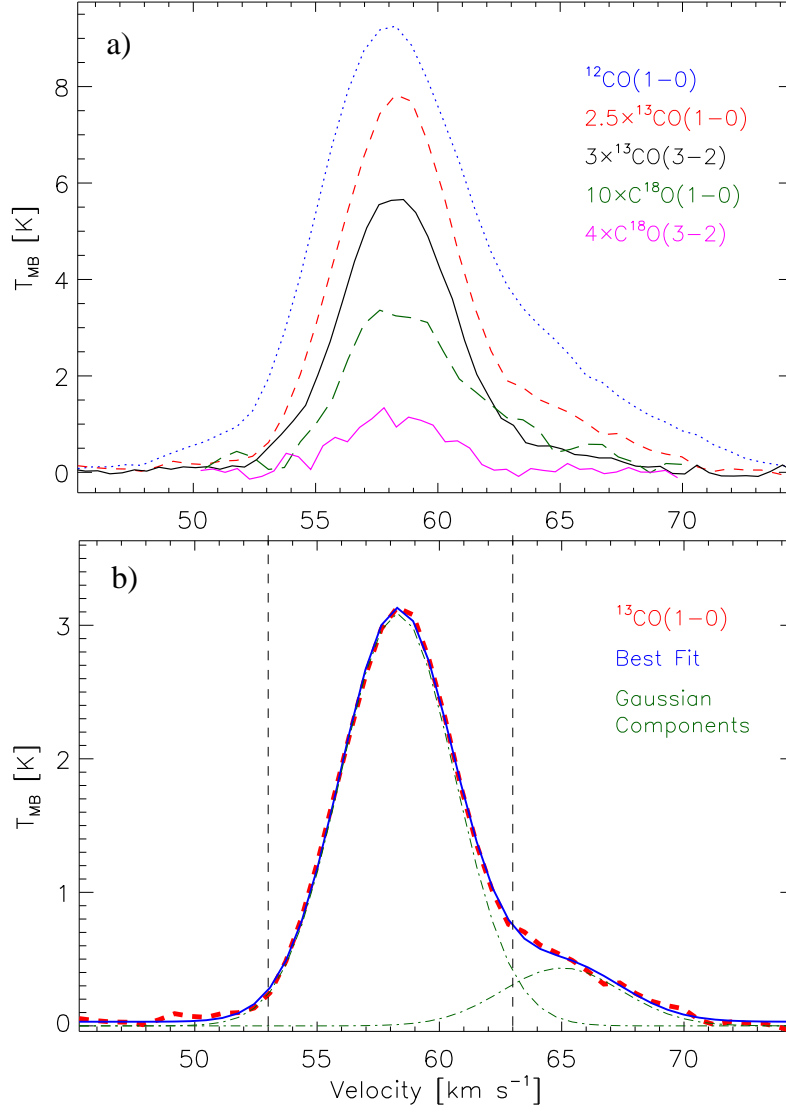 a)
¹²CO(1−0)
2.5×¹³CO(1−0)
3×¹³CO(3−2)
10×C¹⁸O(1−0)
4×C¹⁸O(3−2)
T_MB [K]
8
6
4
2
0
50 55 60 65 70
b)
¹³CO(1−0)
Best Fit
Gaussian
Components
T_MB [K]
3
2
1
0
50 55 60 65 70
Velocity [km s⁻¹]